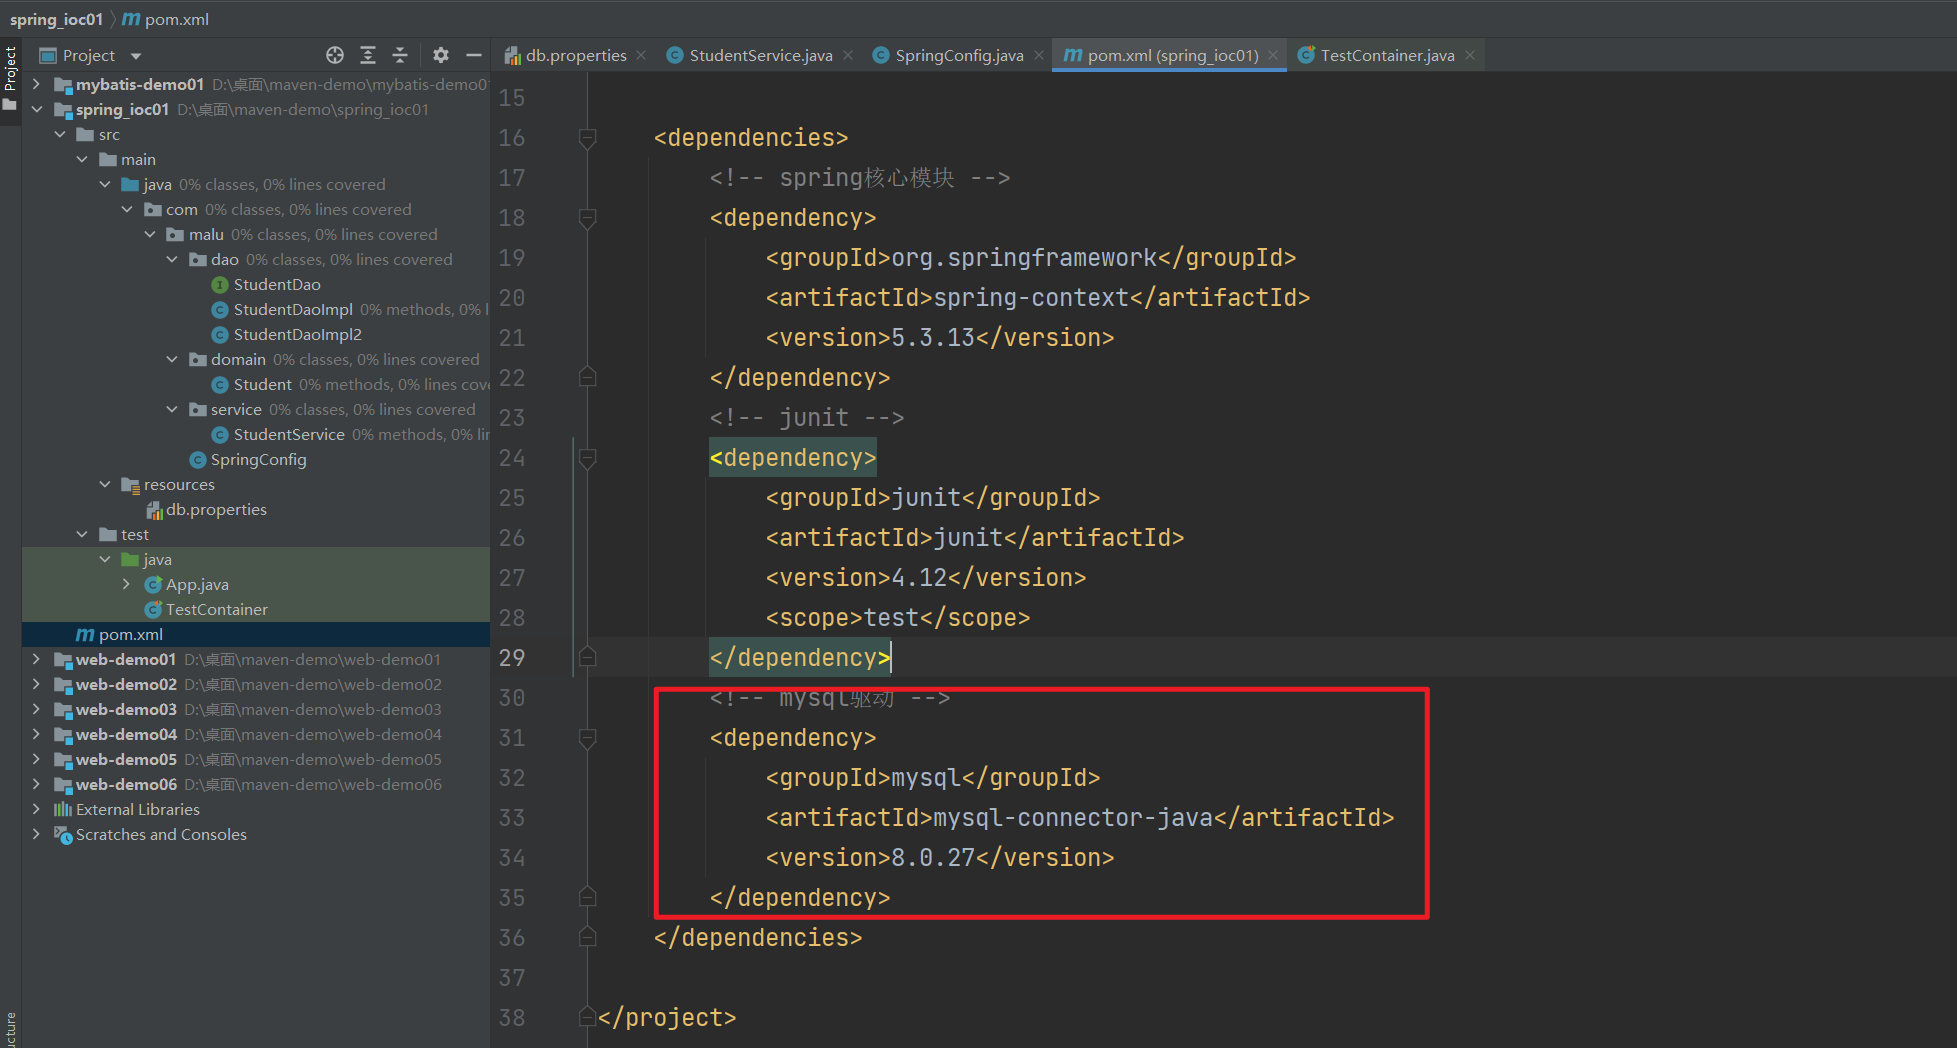 spring_ioc01 pom.xml
Project
Project
db.properties
StudentService.java
SpringConfig.java
pom.xml (spring_ioc01)
TestContainer.java
mybatis-demo01 D:\桌面\maven-demo\mybatis-demo01
spring_ioc01 D:\桌面\maven-demo\spring_ioc01
src
main
java 0% classes, 0% lines covered
com 0% classes, 0% lines covered
malu 0% classes, 0% lines covered
dao 0% classes, 0% lines covered
StudentDao
StudentDaoImpl 0% methods, 0% l
StudentDaoImpl2
domain 0% classes, 0% lines covered
Student 0% methods, 0% lines cove
service 0% classes, 0% lines covered
StudentService 0% methods, 0% lin
SpringConfig
resources
db.properties
test
java
App.java
TestContainer
pom.xml
web-demo01 D:\桌面\maven-demo\web-demo01
web-demo02 D:\桌面\maven-demo\web-demo02
web-demo03 D:\桌面\maven-demo\web-demo03
web-demo04 D:\桌面\maven-demo\web-demo04
web-demo05 D:\桌面\maven-demo\web-demo05
web-demo06 D:\桌面\maven-demo\web-demo06
External Libraries
Scratches and Consoles
ucture
15
16 <dependencies>
17 <!-- spring核心模块 -->
18 <dependency>
19 <groupId>org.springframework</groupId>
20 <artifactId>spring-context</artifactId>
21 <version>5.3.13</version>
22 </dependency>
23 <!-- junit -->
24 <dependency>
25 <groupId>junit</groupId>
26 <artifactId>junit</artifactId>
27 <version>4.12</version>
28 <scope>test</scope>
29 </dependency>
30 <!-- mysql驱动 -->
31 <dependency>
32 <groupId>mysql</groupId>
33 <artifactId>mysql-connector-java</artifactId>
34 <version>8.0.27</version>
35 </dependency>
36 </dependencies>
37
38 </project>